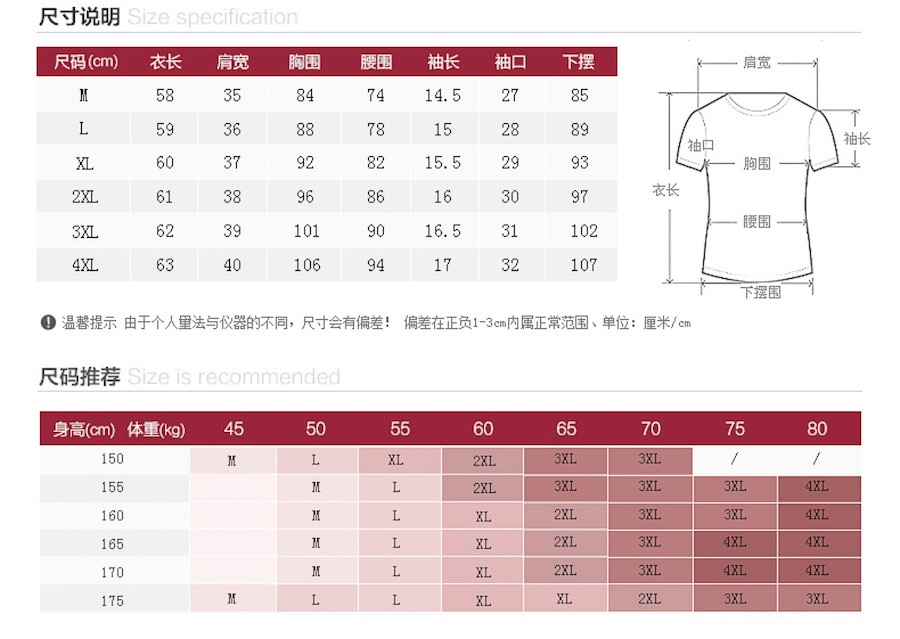 尺寸说明 Size specification
尺码(cm) 衣长 肩宽 胸围 腰围 袖长 袖口 下摆
M 58 35 84 74 14.5 27 85
L 59 36 88 78 15 28 89
XL 60 37 92 82 15.5 29 93
2XL 61 38 96 86 16 30 97
3XL 62 39 101 90 16.5 31 102
4XL 63 40 106 94 17 32 107
肩宽
袖口
袖长
胸围
衣长
腰围
下摆围
! 温馨提示 由于个人量法与仪器的不同，尺寸会有偏差！ 偏差在正负1-3cm内属正常范围、单位：厘米/cm
尺码推荐 Size is recommended
身高(cm) 体重(kg) 45 50 55 60 65 70 75 80
150 M L XL 2XL 3XL 3XL / /
155 M L 2XL 3XL 3XL 3XL 4XL
160 M L XL 2XL 3XL 3XL 4XL
165 M L XL 2XL 3XL 4XL 4XL
170 M L XL 2XL 3XL 4XL 4XL
175 M L L XL XL 2XL 3XL 3XL